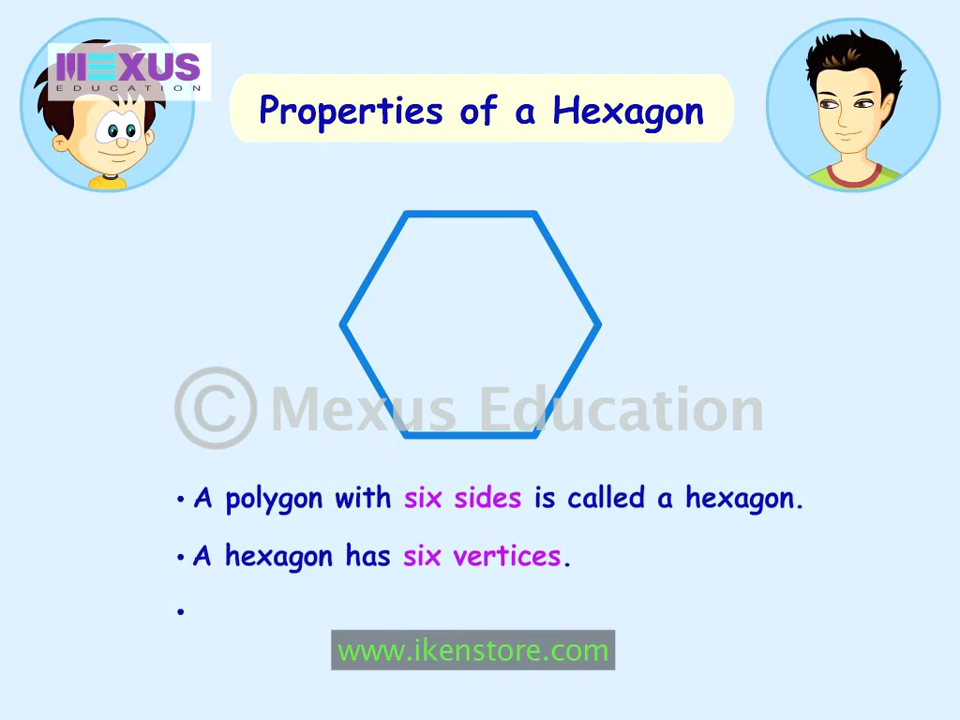 MEXUS
EDUCATION
Properties of a Hexagon
© Mexus Education
• A polygon with six sides is called a hexagon.
• A hexagon has six vertices.
•
www.ikenstore.com